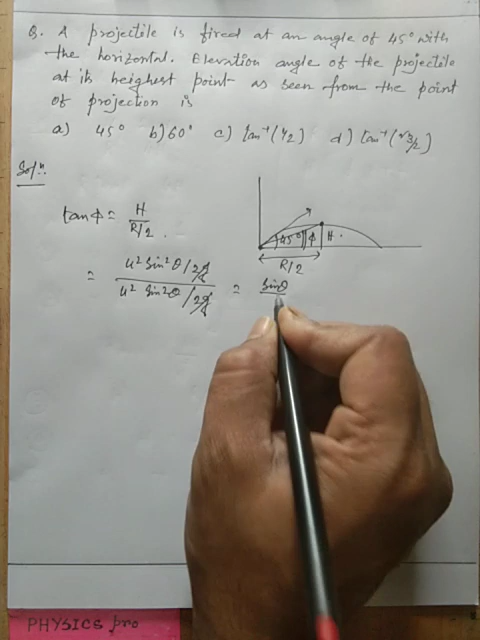 Q. A projectile is fired at an angle of 45° with
the horizontal. Elevation angle of the projectile
at its heighest point as seen from the point
of projection is
a) 45° b) 60° c) tan⁻¹(1/2) d) tan⁻¹(√3/2)
Solⁿ:
tanφ = H / R/2
45° φ H
R/2
= u² sin²θ/2g / u² sin2θ/2g = sinθ
PHYSICS pro